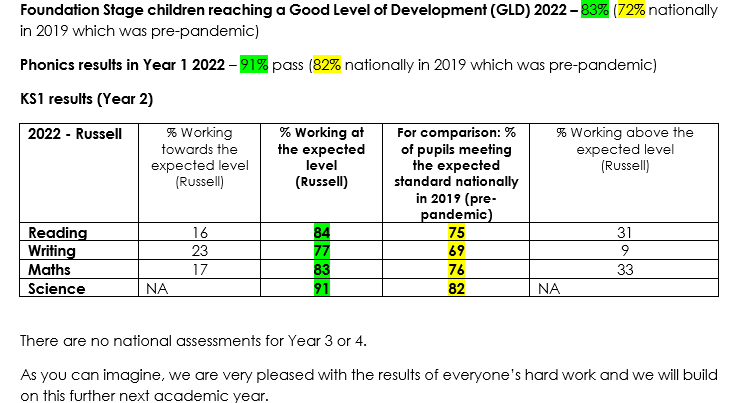 Foundation Stage children reaching a Good Level of Development (GLD) 2022 – 83% (72% nationally
in 2019 which was pre-pandemic)
Phonics results in Year 1 2022 – 91% pass (82% nationally in 2019 which was pre-pandemic)
KS1 results (Year 2)
2022 - Russell
% Working
towards the
expected level
(Russell)
% Working at
the expected
level
(Russell)
For comparison: %
of pupils meeting
the expected
standard nationally
in 2019 (pre-
pandemic)
% Working above the
expected level
(Russell)
Reading 16 84 75 31
Writing 23 77 69 9
Maths 17 83 76 33
Science NA 91 82 NA
There are no national assessments for Year 3 or 4.
As you can imagine, we are very pleased with the results of everyone's hard work and we will build
on this further next academic year.